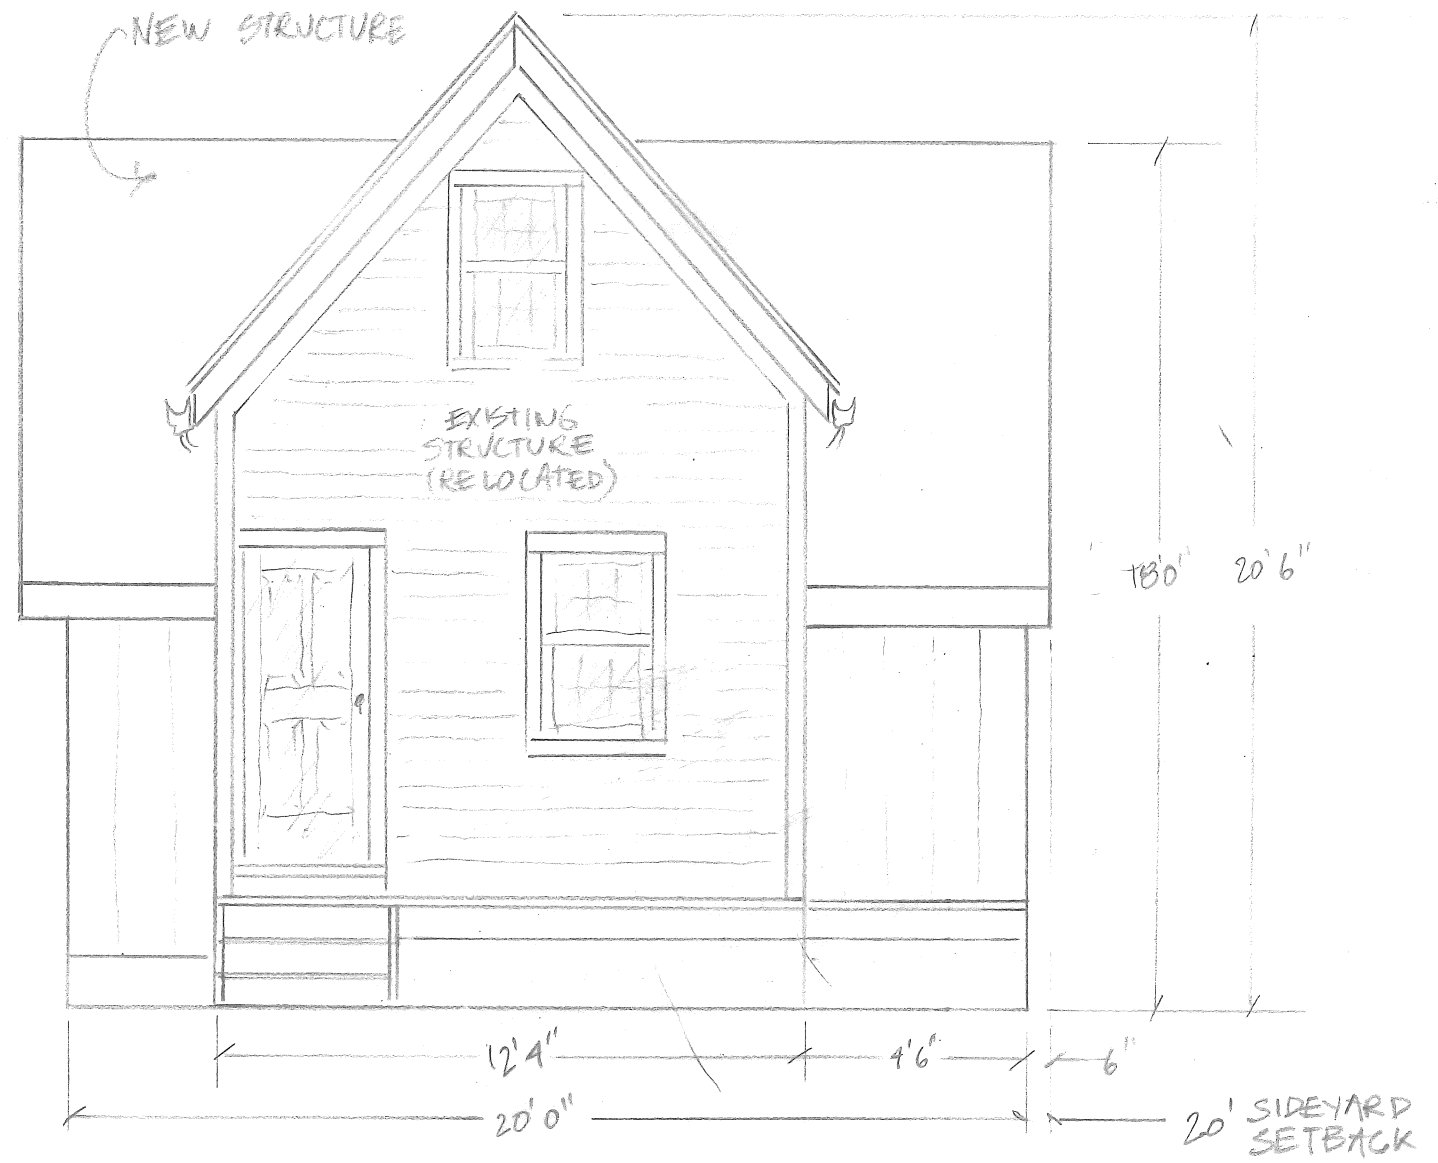 NEW STRUCTURE
EXISTING
STRUCTURE
(RELOCATED)
18'0"
20'6"
12'4"
4'6"
6"
20'0"
20' SIDEYARD
SETBACK